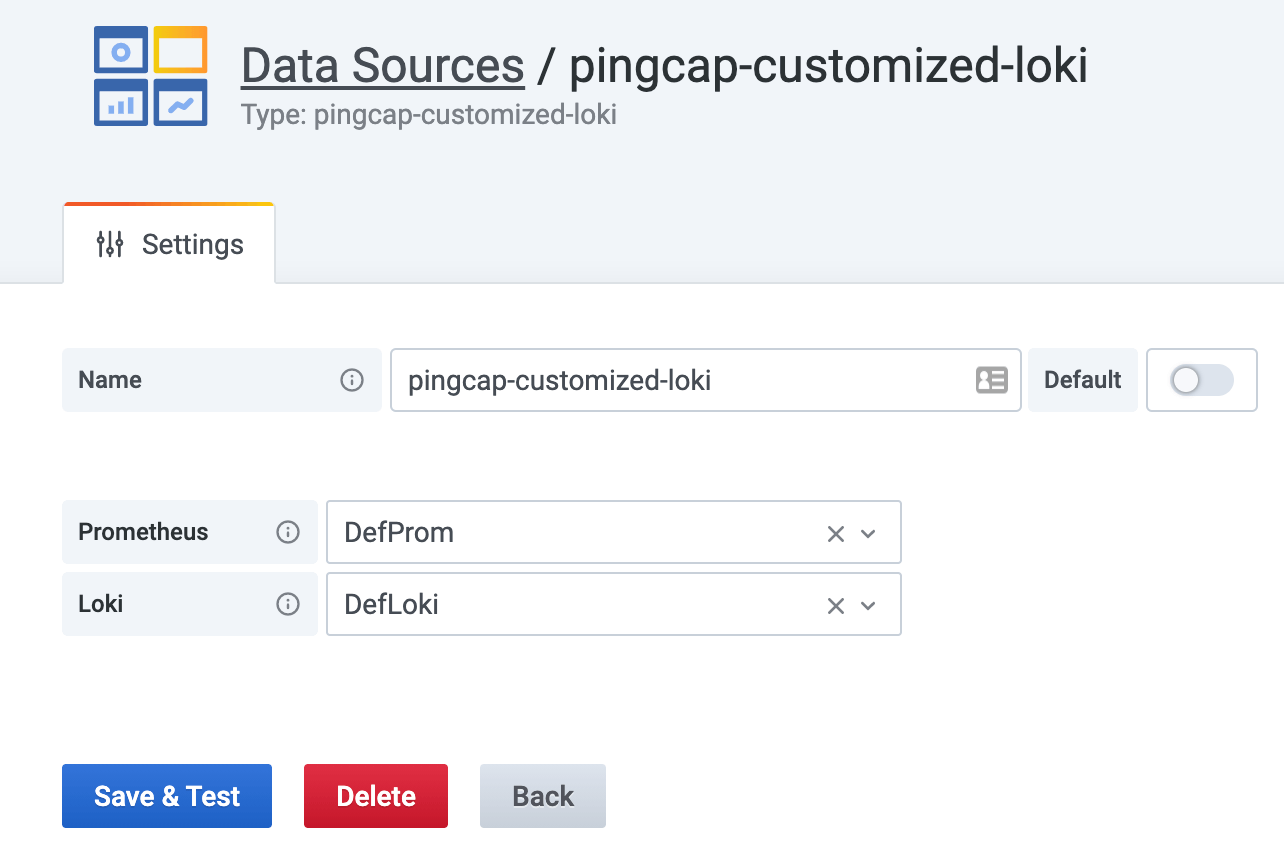 Data Sources / pingcap-customized-loki
Type: pingcap-customized-loki
Settings
Name pingcap-customized-loki Default
Prometheus DefProm
Loki DefLoki
Save & Test Delete Back